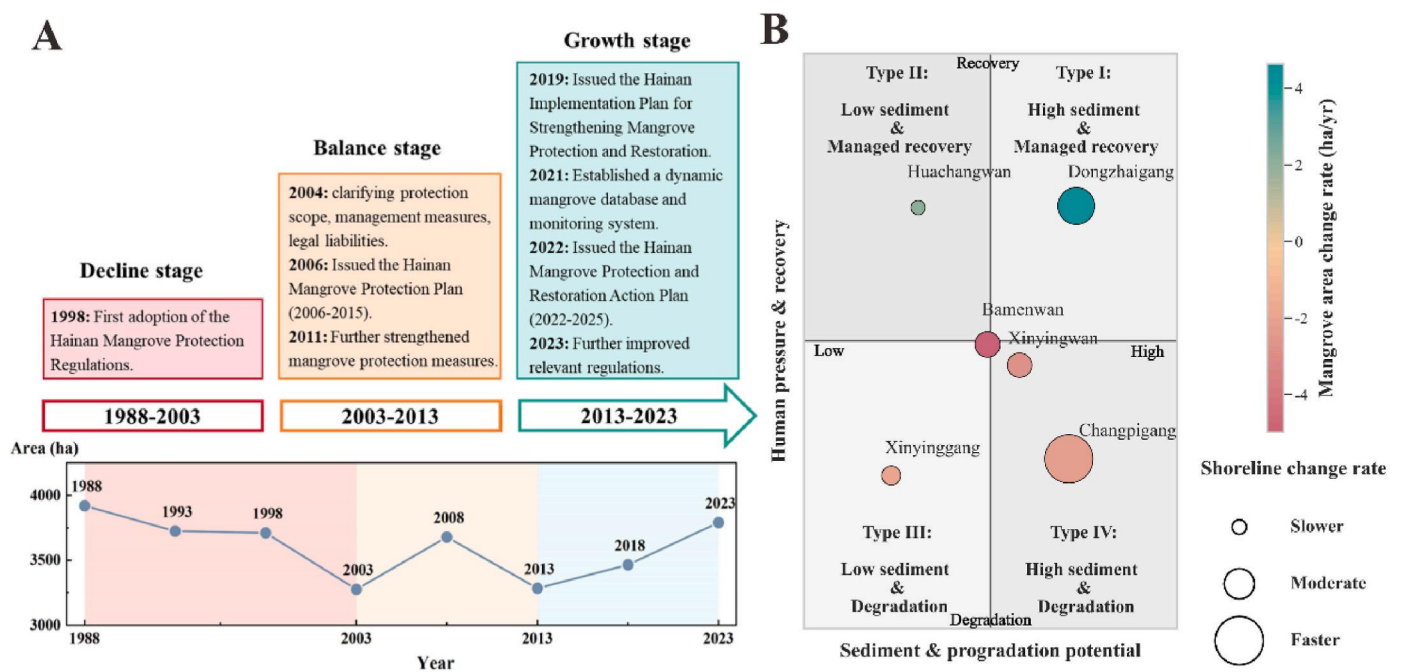 A
Decline stage
1998: First adoption of the
Hainan Mangrove Protection
Regulations.
1988-2003
Balance stage
2004: clarifying protection
scope, management measures,
legal liabilities.
2006: Issued the Hainan
Mangrove Protection Plan
(2006-2015).
2011: Further strengthened
mangrove protection measures.
2003-2013
Growth stage
2019: Issued the Hainan
Implementation Plan for
Strengthening Mangrove
Protection and Restoration.
2021: Established a dynamic
mangrove database and
monitoring system.
2022: Issued the Hainan
Mangrove Protection and
Restoration Action Plan
(2022-2025).
2023: Further improved
relevant regulations.
2013-2023
Area (ha)
4000
3500
3000
1988
1993
1998
2003
2008
2013
2018
2023
1988
2003
2013
2023
Year
B
Human pressure & recovery
Recovery
Type II:
Low sediment
&
Managed recovery
Huachangwan
Type I:
High sediment
&
Managed recovery
Dongzhaigang
Bamenwan
Xinyingwan
Low
High
Xinyinggang
Changpigang
Type III:
Low sediment
&
Degradation
Type IV:
High sediment
&
Degradation
Degradation
Sediment & progradation potential
4
2
0
-2
-4
Mangrove area change rate (ha/yr)
Shoreline change rate
Slower
Moderate
Faster